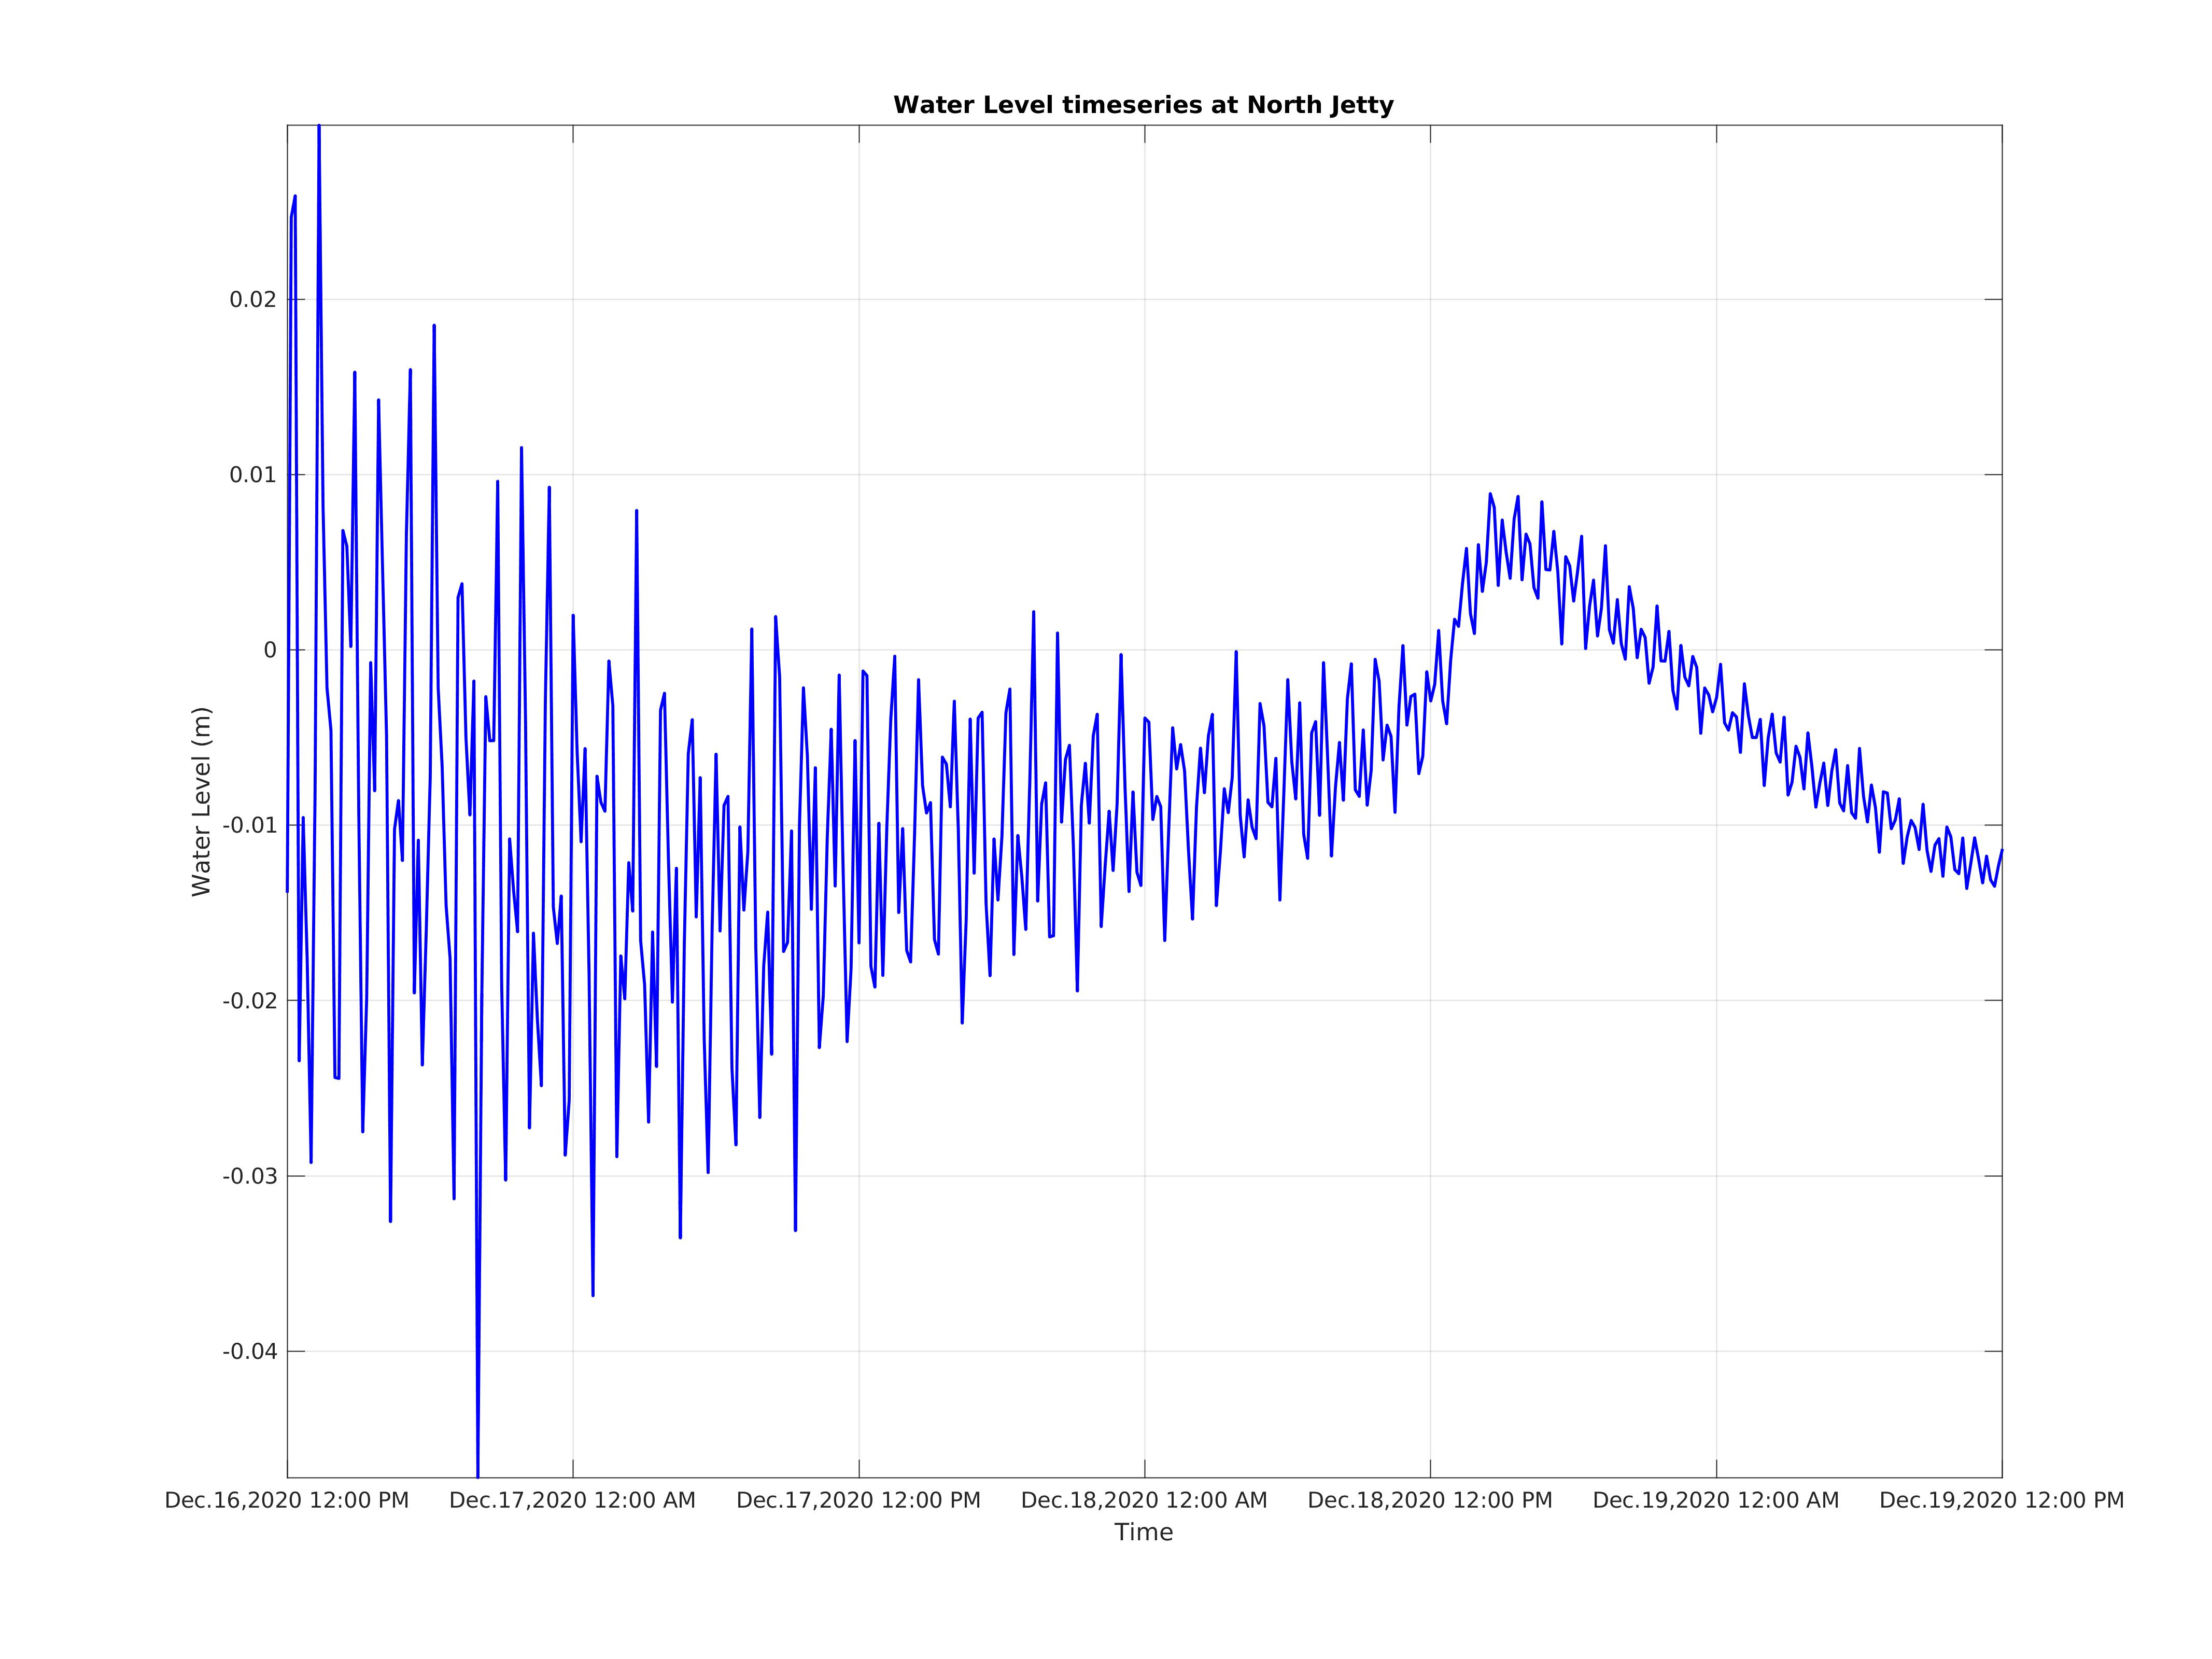 Water Level timeseries at North Jetty
0.02
0.01
0
-0.01
-0.02
-0.03
-0.04
Water Level (m)
Dec.16,2020 12:00 PM
Dec.17,2020 12:00 AM
Dec.17,2020 12:00 PM
Dec.18,2020 12:00 AM
Dec.18,2020 12:00 PM
Dec.19,2020 12:00 AM
Dec.19,2020 12:00 PM
Time